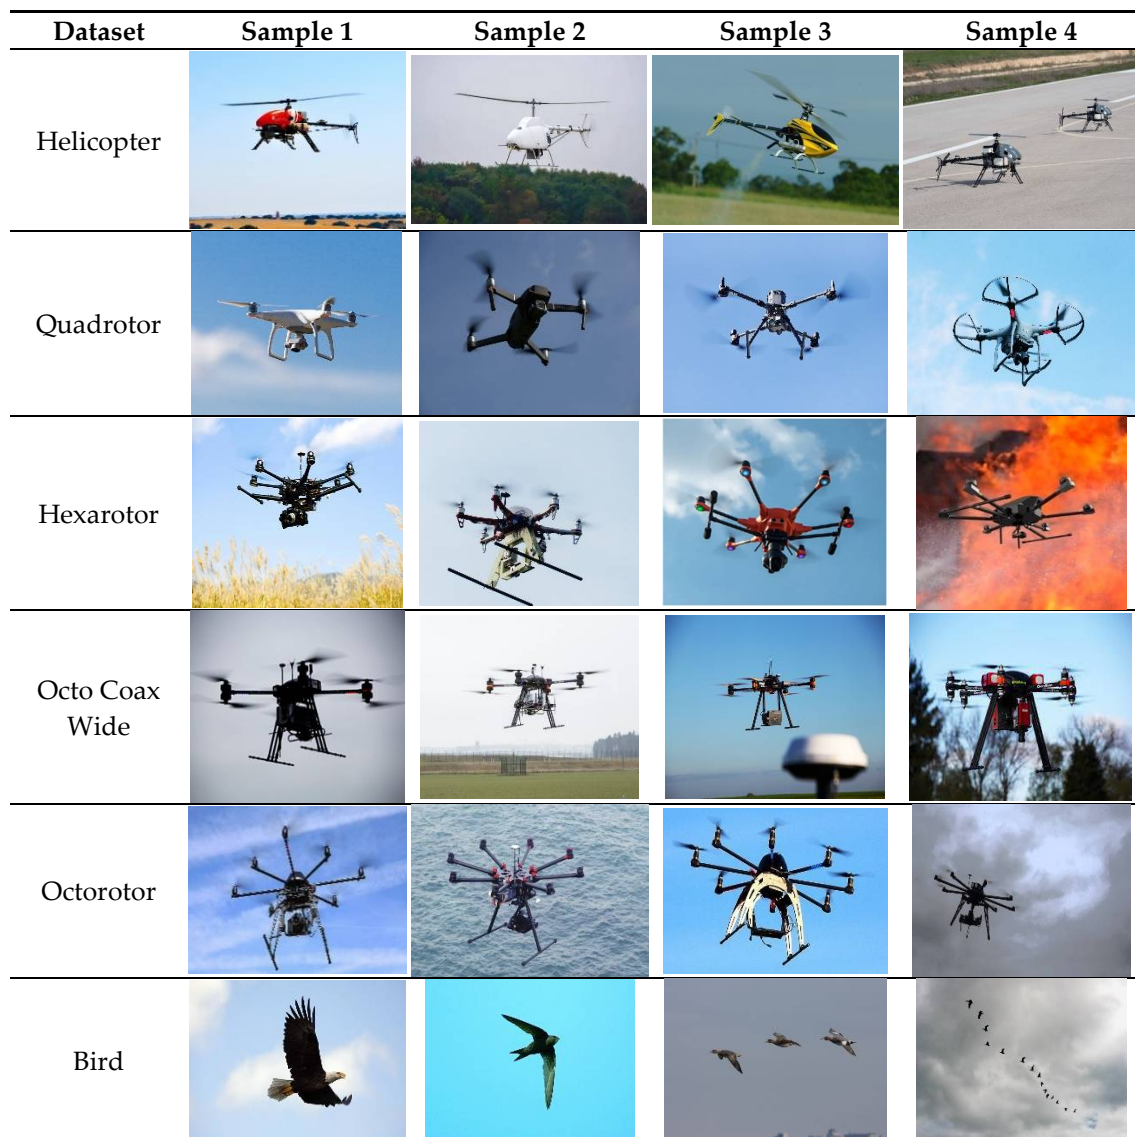 Dataset Sample 1 Sample 2 Sample 3 Sample 4
Helicopter
Quadrotor
Hexarotor
Octo Coax
Wide
Octorotor
Bird